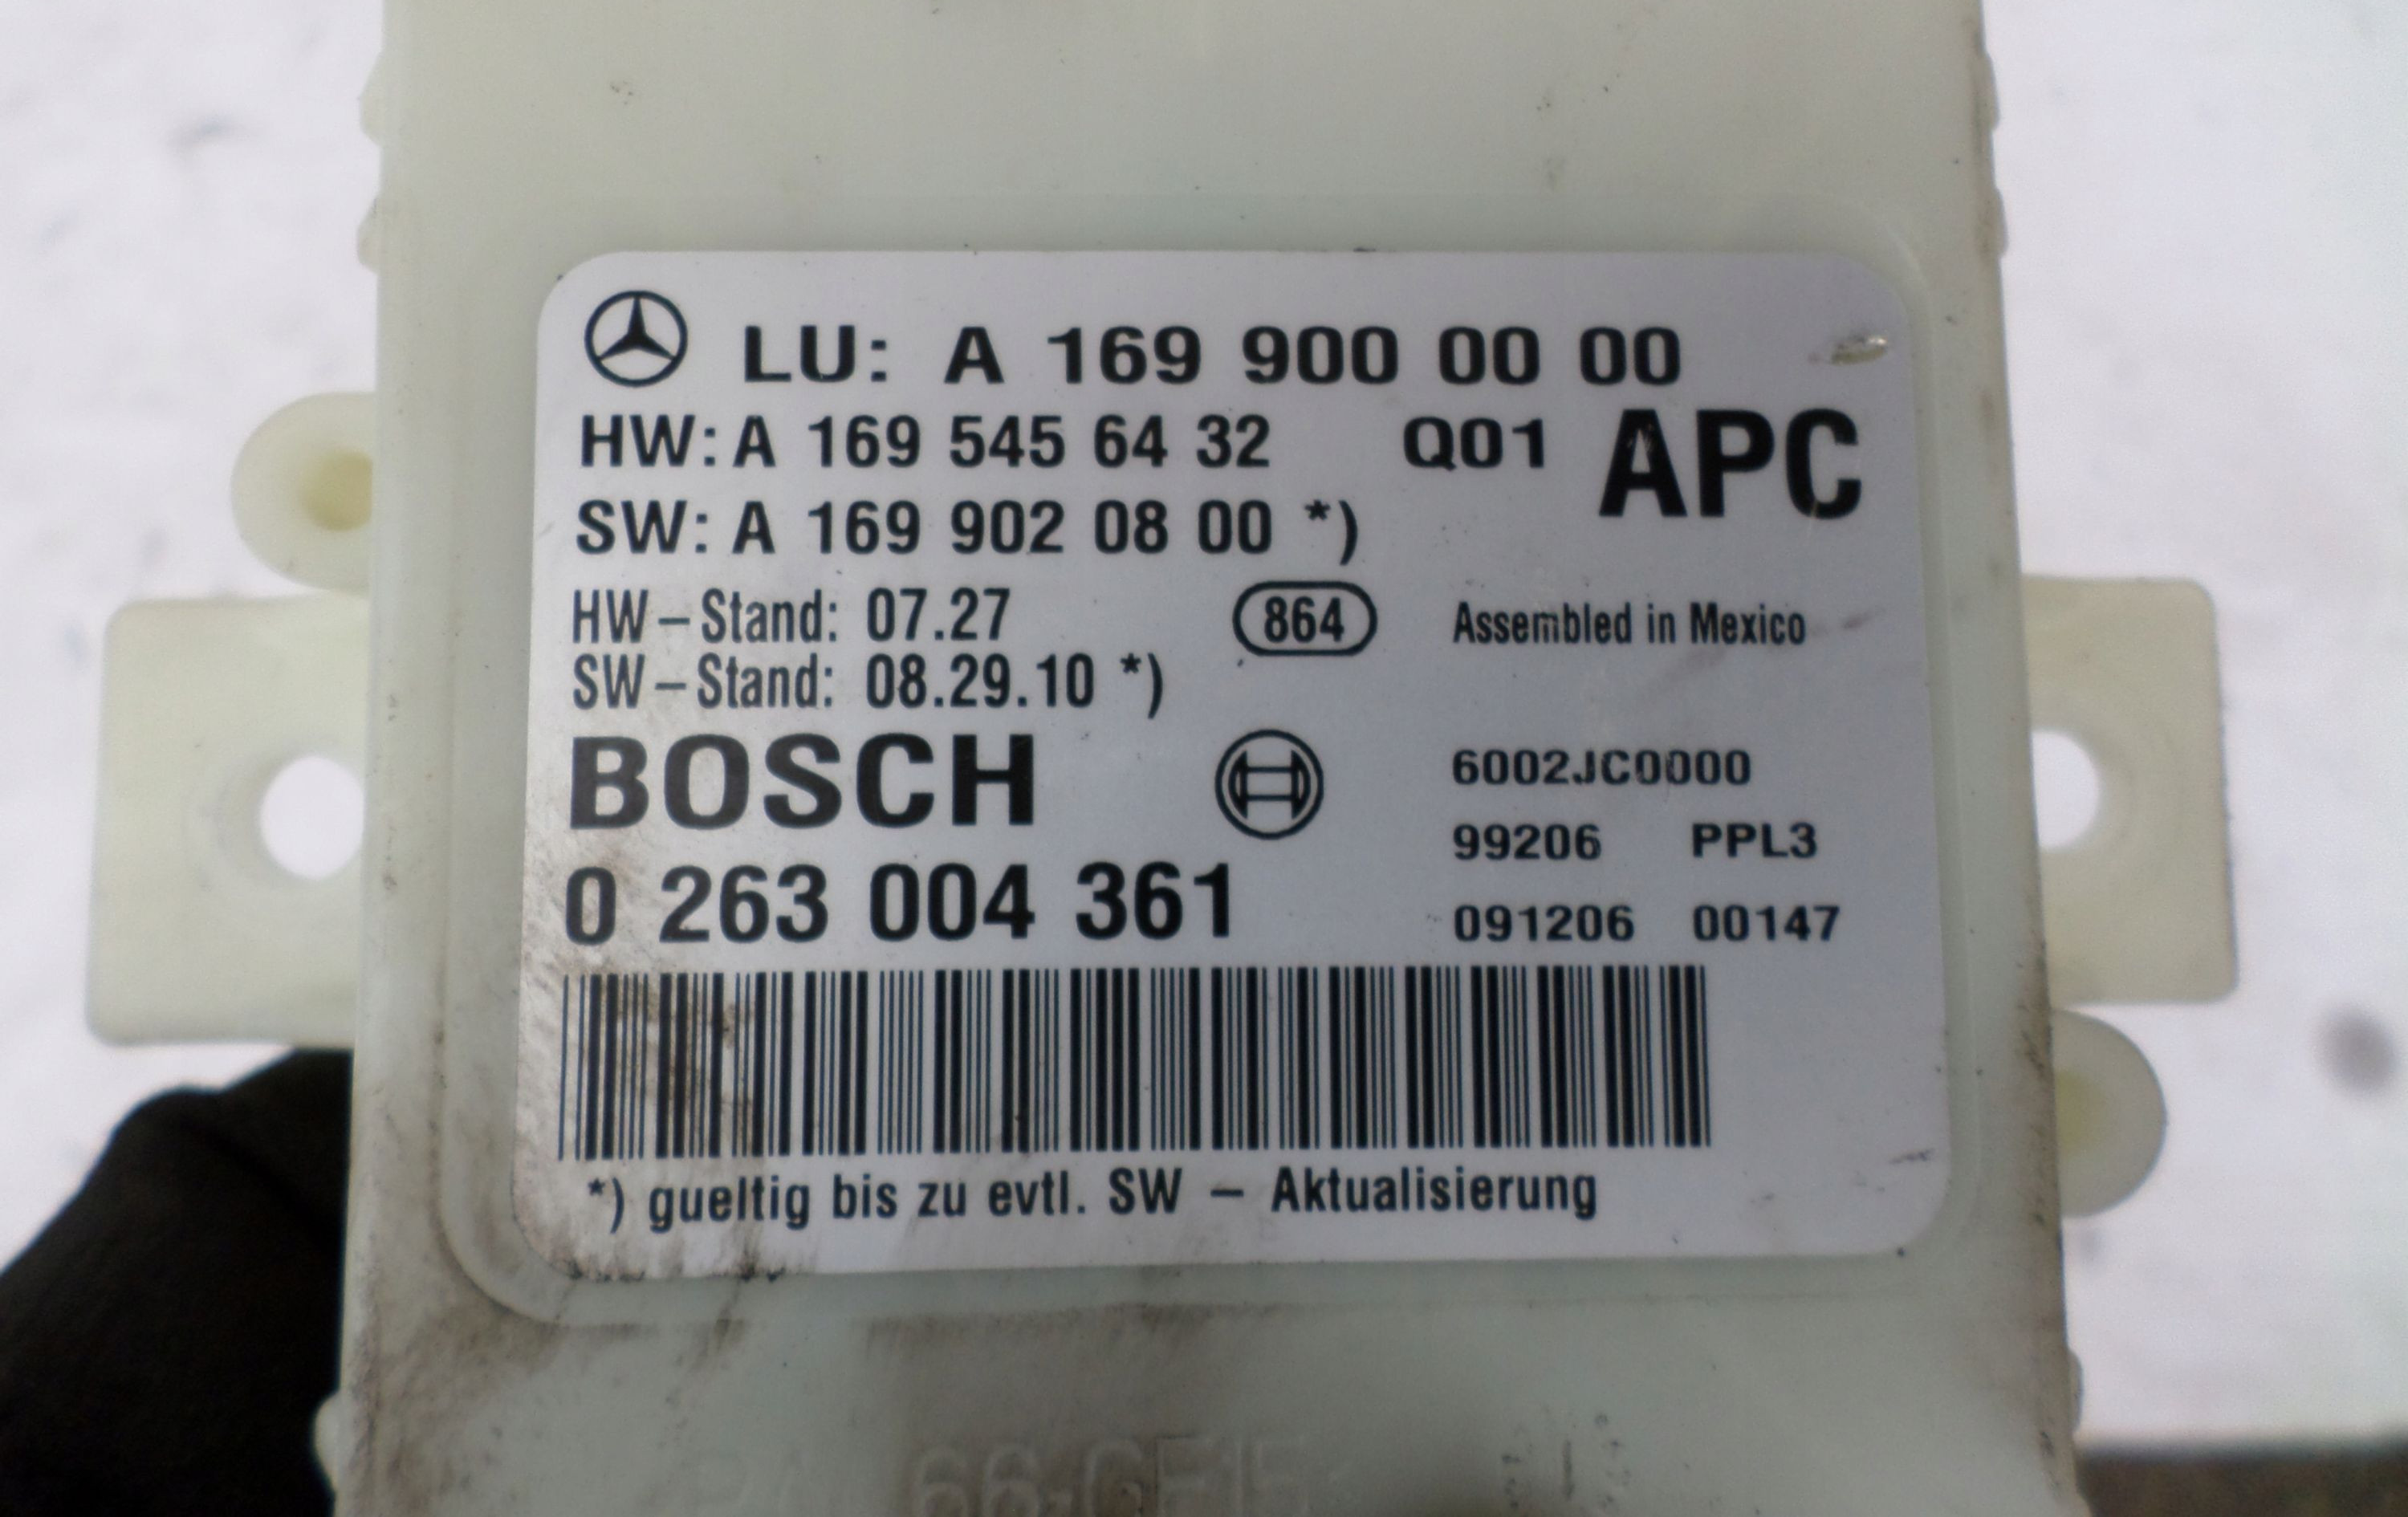 LU: A 169 900 00 00
HW: A 169 545 64 32 Q01 APC
SW: A 169 902 08 00 *)
HW-Stand: 07.27 864 Assembled in Mexico
SW-Stand: 08.29.10 *)
BOSCH 6002JC0000
99206 PPL3
0 263 004 361 091206 00147
*) gueltig bis zu evtl. SW - Aktualisierung